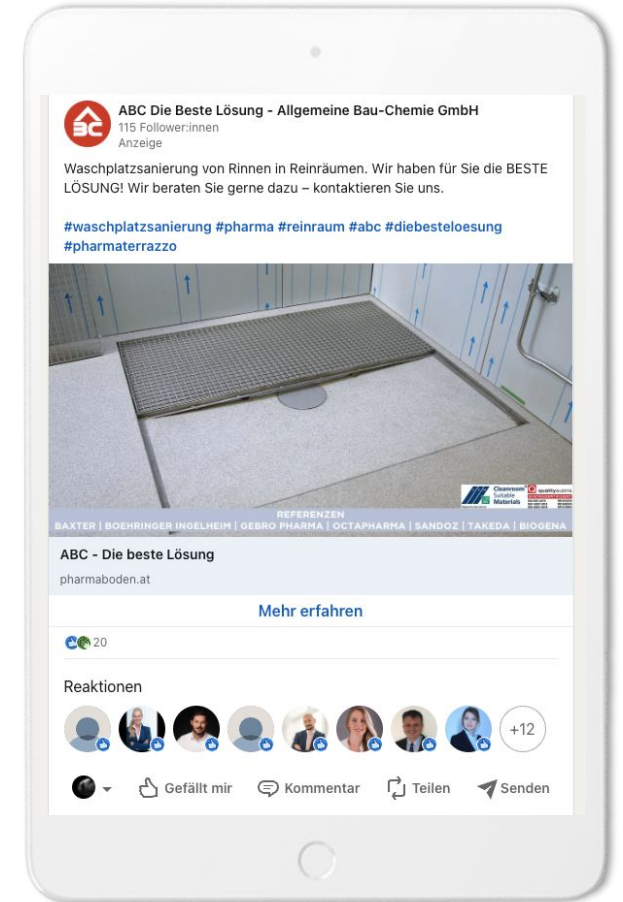 BC
ABC Die Beste Lösung - Allgemeine Bau-Chemie GmbH
115 Follower:innen
Anzeige
Waschplatzsanierung von Rinnen in Reinräumen. Wir haben für Sie die BESTE
LÖSUNG! Wir beraten Sie gerne dazu – kontaktieren Sie uns.
#waschplatzsanierung #pharma #reinraum #abc #diebesteloesung
#pharmaterrazzo
Cleanroom
Suitable
Materials
qualityaustria
REFERENZEN
BAXTER | BOEHRINGER INGELHEIM | GEBRO PHARMA | OCTAPHARMA | SANDOZ | TAKEDA | BIOGENA
ABC - Die beste Lösung
pharmaboden.at
Mehr erfahren
20
Reaktionen
+12
Gefällt mir
Kommentar
Teilen
Senden